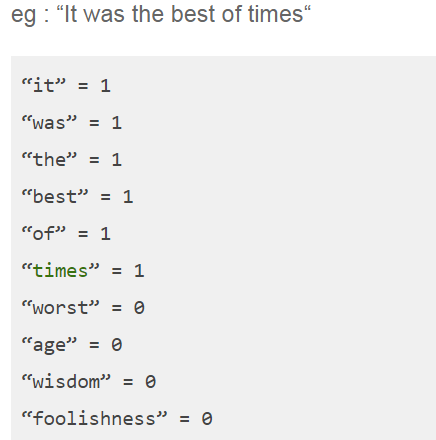 eg : “It was the best of times“
“it” = 1
“was” = 1
“the” = 1
“best” = 1
“of” = 1
“times” = 1
“worst” = 0
“age” = 0
“wisdom” = 0
“foolishness” = 0